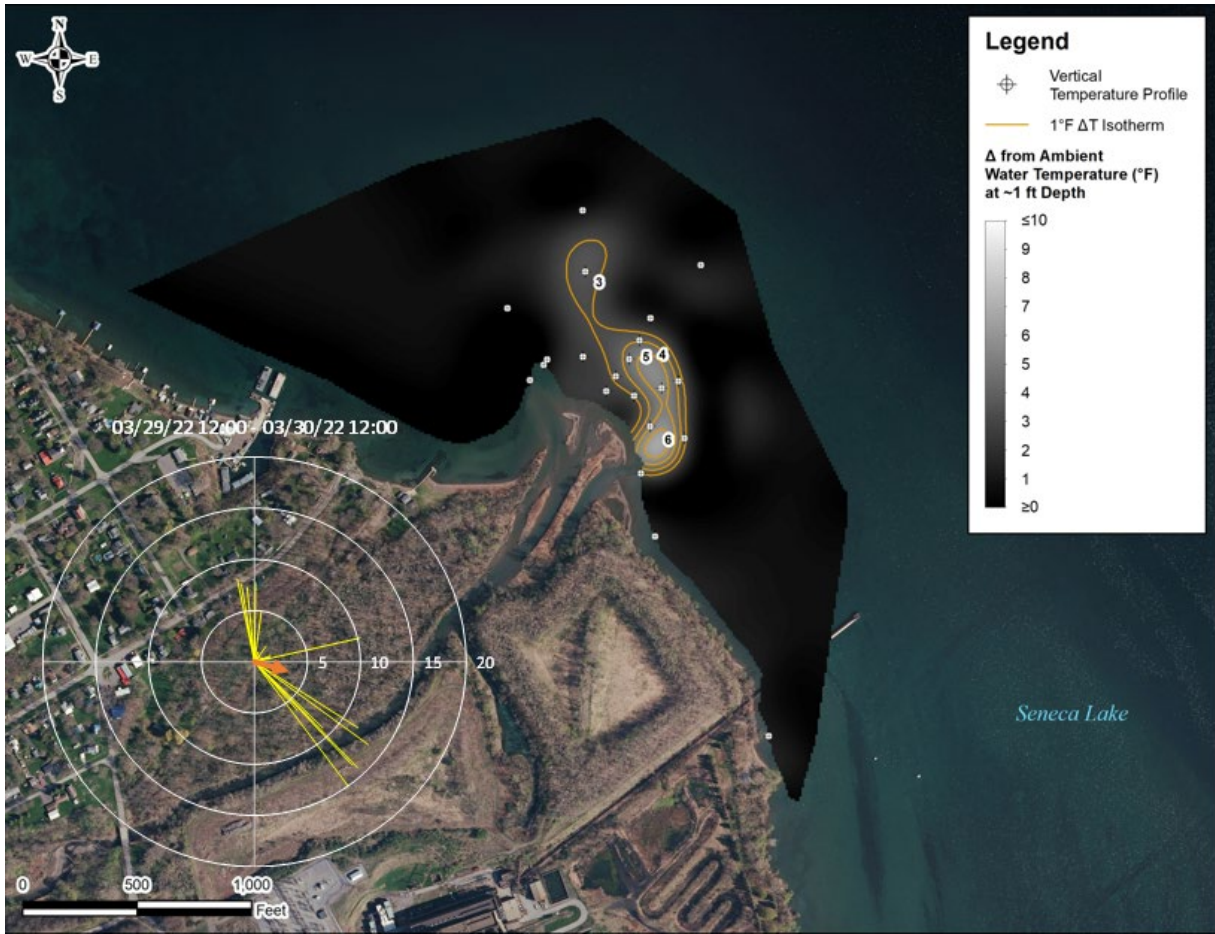 N
W E
S
Legend
Vertical
Temperature Profile
1°F ΔT Isotherm
Δ from Ambient
Water Temperature (°F)
at ~1 ft Depth
≤10
9
8
7
6
5
4
3
2
1
≥0
3
5 4
6
03/29/22 12:00 - 03/30/22 12:00
5 10 15 20
Seneca Lake
0 500 1,000
Feet